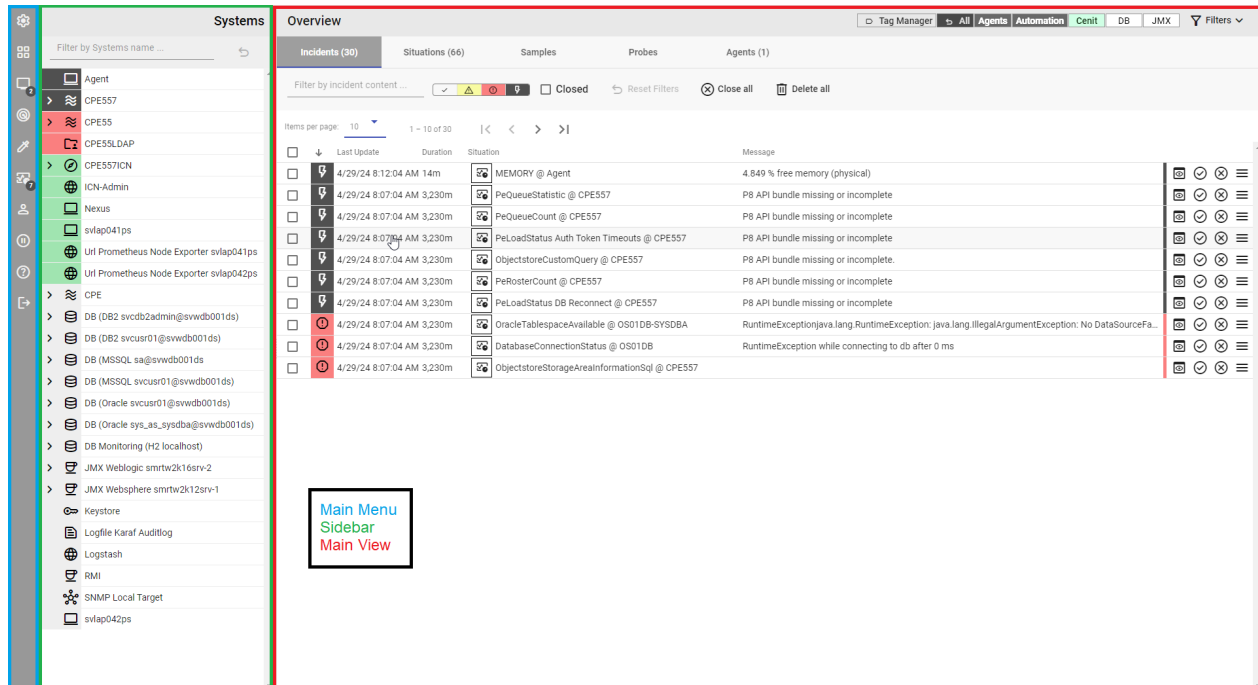 Systems
Filter by Systems name ...
2
7
Agent
CPE557
CPE55
CPE55LDAP
CPE557ICN
ICN-Admin
Nexus
svlap041ps
Url Prometheus Node Exporter svlap041ps
Url Prometheus Node Exporter svlap042ps
CPE
DB (DB2 svcdb2admin@svwdb001ds)
DB (DB2 svcusr01@svwdb001ds)
DB (MSSQL sa@svwdb001ds
DB (MSSQL svcusr01@svwdb001ds)
DB (Oracle svcusr01@svwdb001ds)
DB (Oracle sys_as_sysdba@svwdb001ds)
DB Monitoring (H2 localhost)
JMX Weblogic smrtw2k16srv-2
JMX Websphere smrtw2k12srv-1
Keystore
Logfile Karaf Auditlog
Logstash
RMI
SNMP Local Target
svlap042ps
Overview
Tag Manager All Agents Automation Cenit DB JMX Filters
Incidents (30) Situations (66) Samples Probes Agents (1)
Filter by incident content ... Closed Reset Filters Close all Delete all
Items per page: 10 1 – 10 of 30
Last Update Duration Situation Message
4/29/24 8:12:04 AM 14m MEMORY @ Agent 4.849 % free memory (physical)
4/29/24 8:07:04 AM 3,230m PeQueueStatistic @ CPE557 P8 API bundle missing or incomplete
4/29/24 8:07:04 AM 3,230m PeQueueCount @ CPE557 P8 API bundle missing or incomplete
4/29/24 8:07:04 AM 3,230m PeLoadStatus Auth Token Timeouts @ CPE557 P8 API bundle missing or incomplete
4/29/24 8:07:04 AM 3,230m ObjectstoreCustomQuery @ CPE557 P8 API bundle missing or incomplete.
4/29/24 8:07:04 AM 3,230m PeRosterCount @ CPE557 P8 API bundle missing or incomplete
4/29/24 8:07:04 AM 3,230m PeLoadStatus DB Reconnect @ CPE557 P8 API bundle missing or incomplete
4/29/24 8:07:04 AM 3,230m OracleTablespaceAvailable @ OS01DB-SYSDBA RuntimeExceptionjava.lang.RuntimeException: java.lang.IllegalArgumentException: No DataSourceFa...
4/29/24 8:07:04 AM 3,230m DatabaseConnectionStatus @ OS01DB RuntimeException while connecting to db after 0 ms
4/29/24 8:07:04 AM 3,230m ObjectstoreStorageAreaInformationSql @ CPE557
Main Menu
Sidebar
Main View